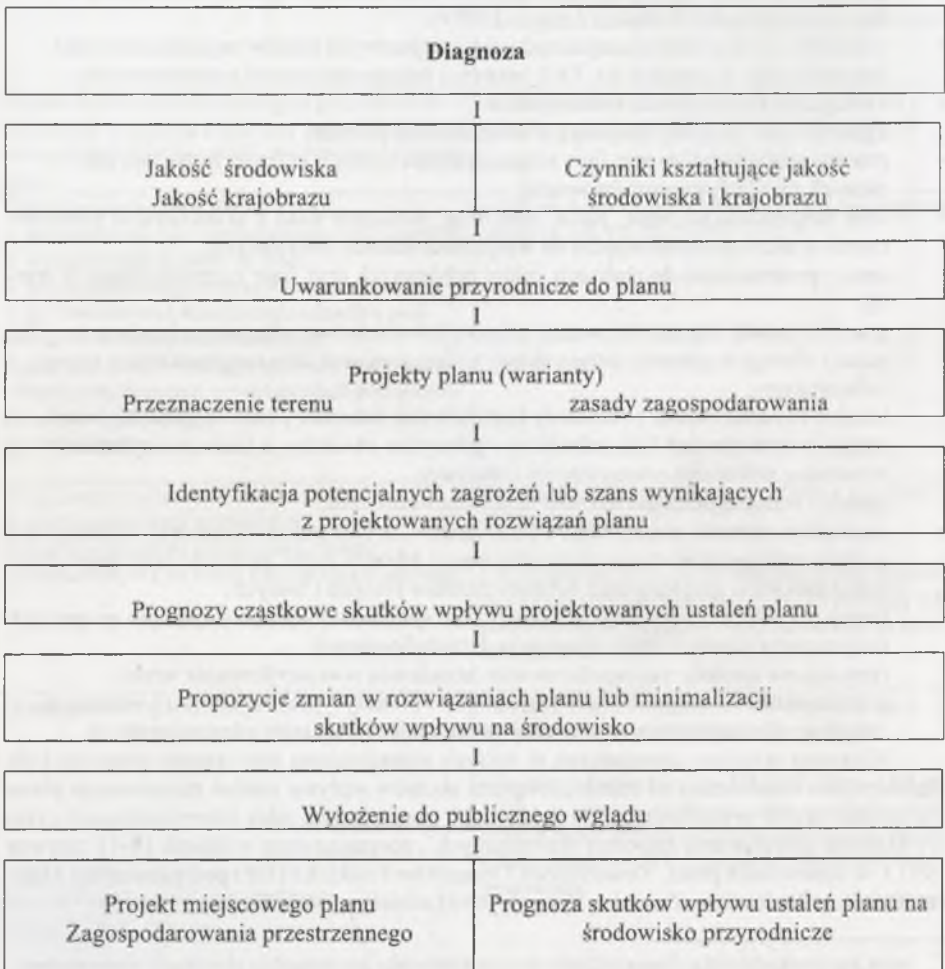 Diagnoza
Jakość środowiska
Jakość krajobrazu
Czynniki kształtujące jakość
środowiska i krajobrazu
Uwarunkowanie przyrodnicze do planu
Projekty planu (warianty)
Przeznaczenie terenu zasady zagospodarowania
Identyfikacja potencjalnych zagrożeń lub szans wynikających
z projektowanych rozwiązań planu
Prognozy cząstkowe skutków wpływu projektowanych ustaleń planu
Propozycje zmian w rozwiązaniach planu lub minimalizacji
skutków wpływu na środowisko
Wyłożenie do publicznego wglądu
Projekt miejscowego planu
Zagospodarowania przestrzennego
Prognoza skutków wpływu ustaleń planu na
środowisko przyrodnicze